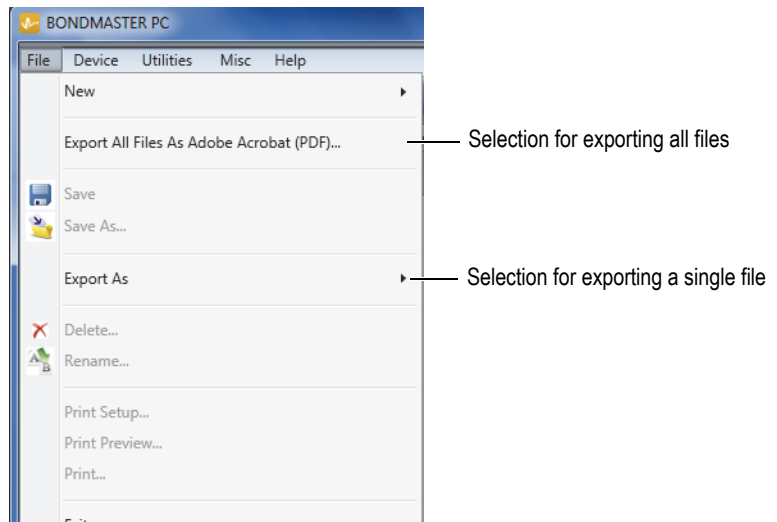 BONDMASTER PC
File Device Utilities Misc Help
New
Export All Files As Adobe Acrobat (PDF)...
Selection for exporting all files
Save
Save As...
Export As
Selection for exporting a single file
Delete...
Rename...
Print Setup...
Print Preview...
Print...